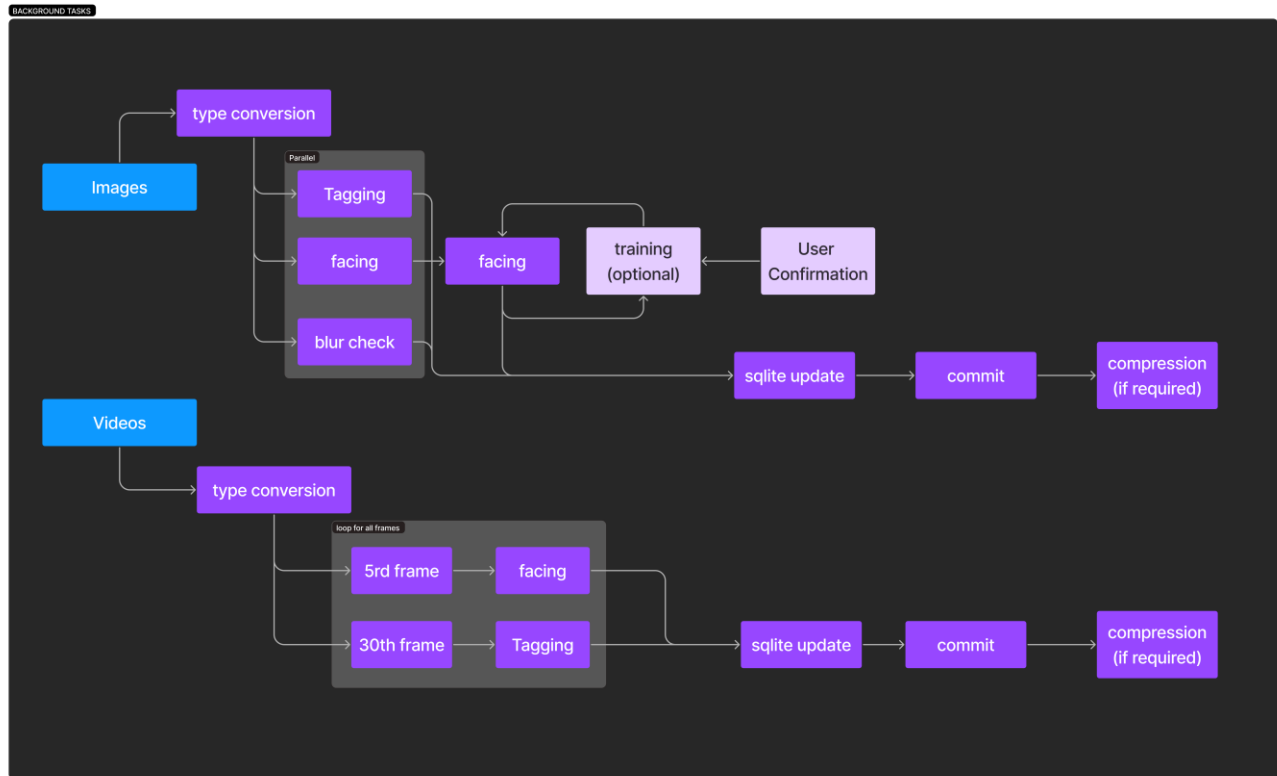 BACKGROUND TASKS
type conversion
Images
Parallel
Tagging
facing
blur check
facing
training
(optional)
User
Confirmation
sqlite update
commit
compression
(if required)
Videos
type conversion
loop for all frames
5rd frame
facing
30th frame
Tagging
sqlite update
commit
compression
(if required)